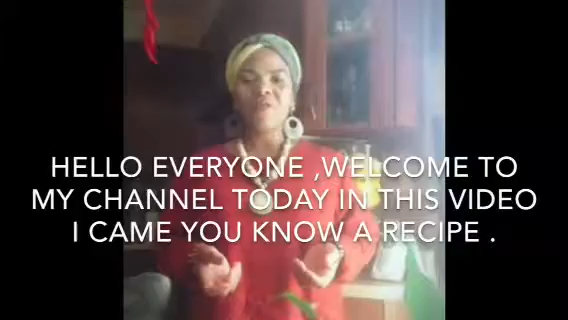 HELLO EVERYONE ,WELCOME TO
MY CHANNEL TODAY IN THIS VIDEO
I CAME YOU KNOW A RECIPE .